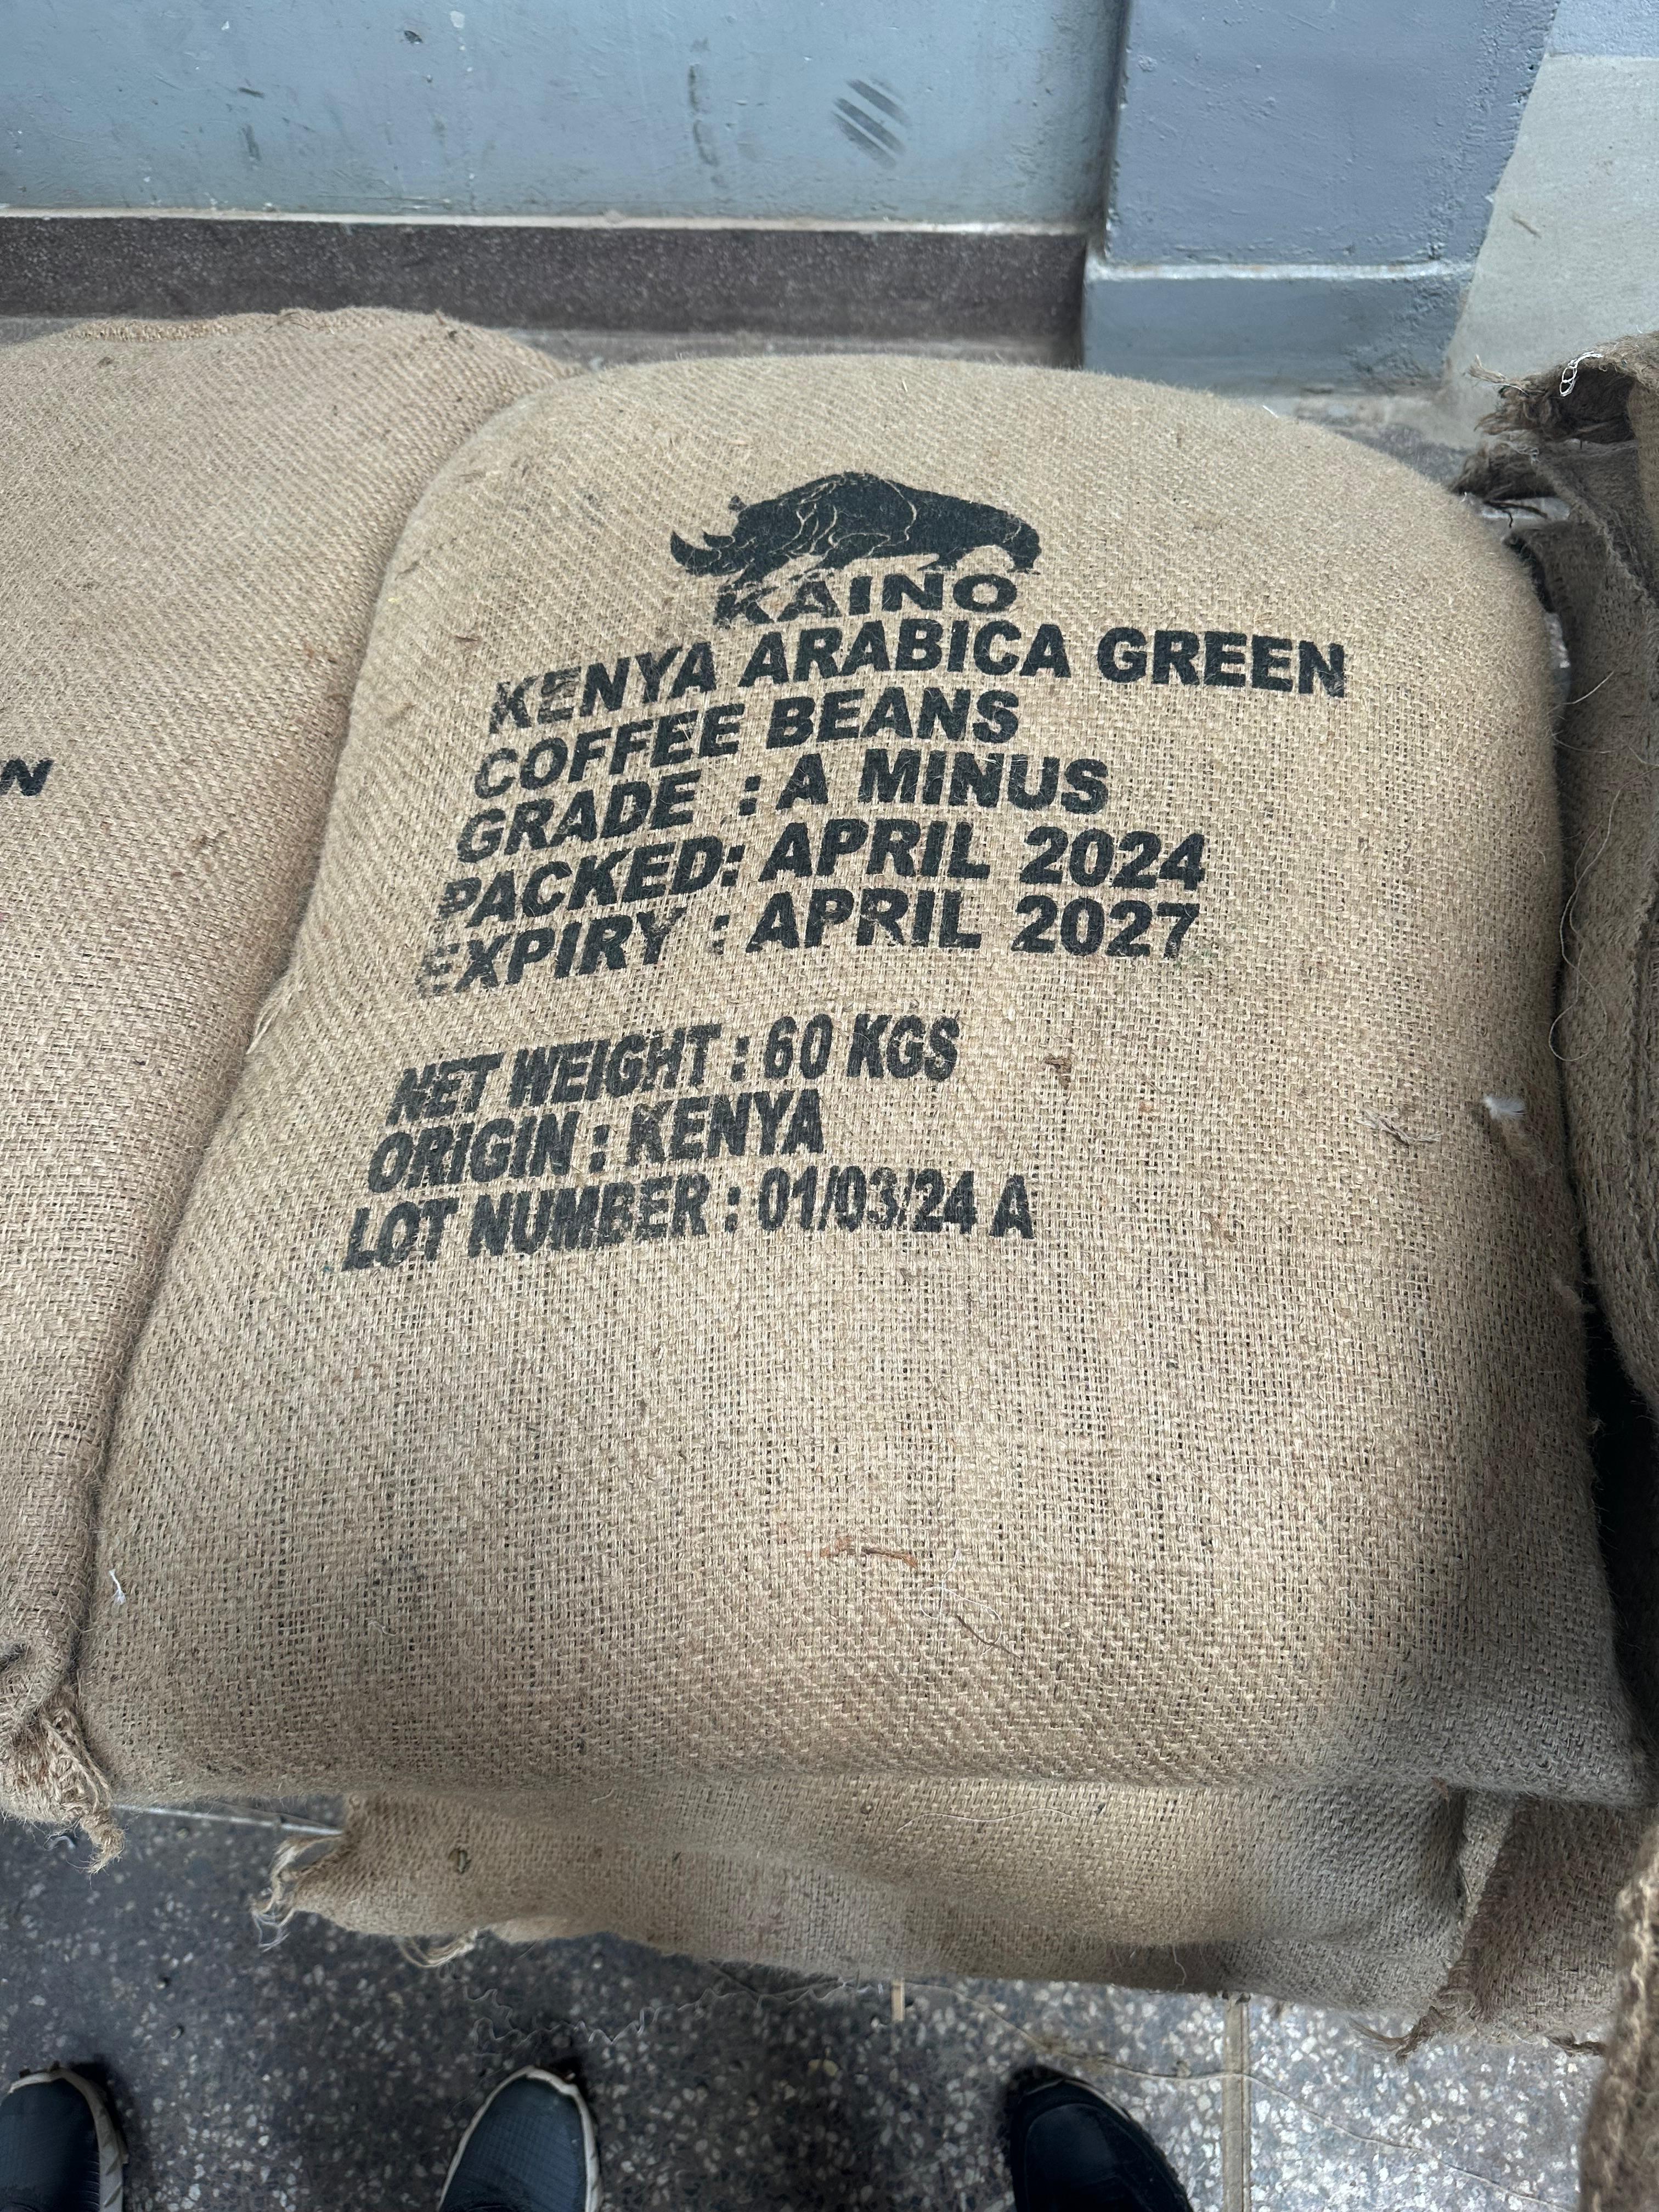 KAINO
KENYA ARABICA GREEN
COFFEE BEANS
GRADE : A MINUS
PACKED: APRIL 2024
EXPIRY : APRIL 2027
NET WEIGHT : 60 KGS
ORIGIN : KENYA
LOT NUMBER : 01/03/24 A